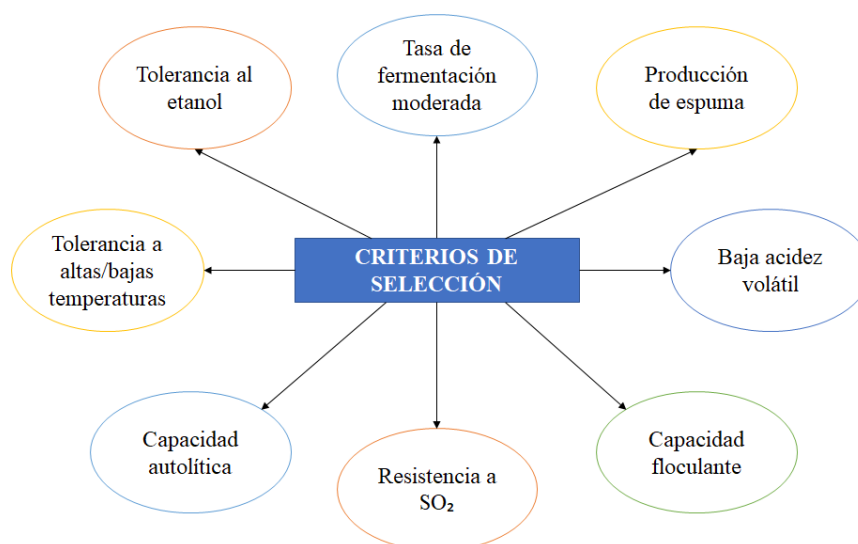 Tolerancia al
etanol
Tasa de
fermentación
moderada
Producción
de espuma
Tolerancia a
altas/bajas
temperaturas
CRITERIOS DE
SELECCIÓN
Baja acidez
volátil
Capacidad
autolítica
Resistencia a
SO₂
Capacidad
floculante